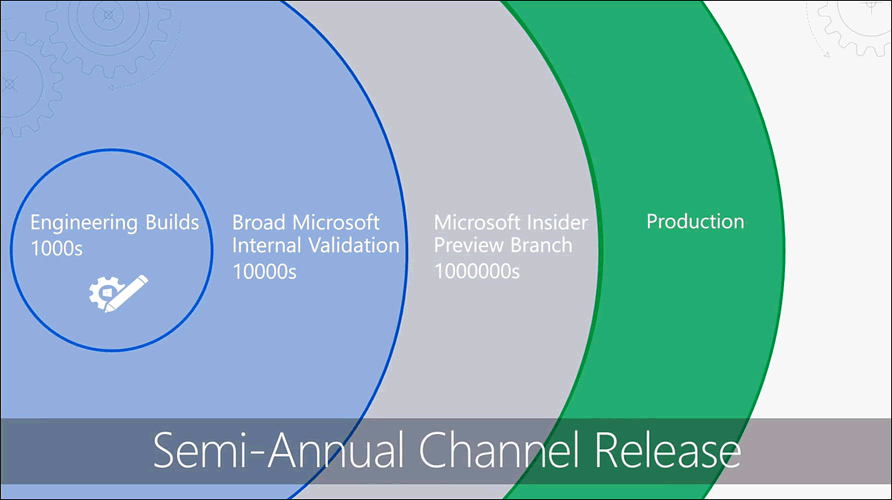 Engineering Builds
1000s
Broad Microsoft
Internal Validation
10000s
Microsoft Insider
Preview Branch
1000000s
Production
Semi-Annual Channel Release